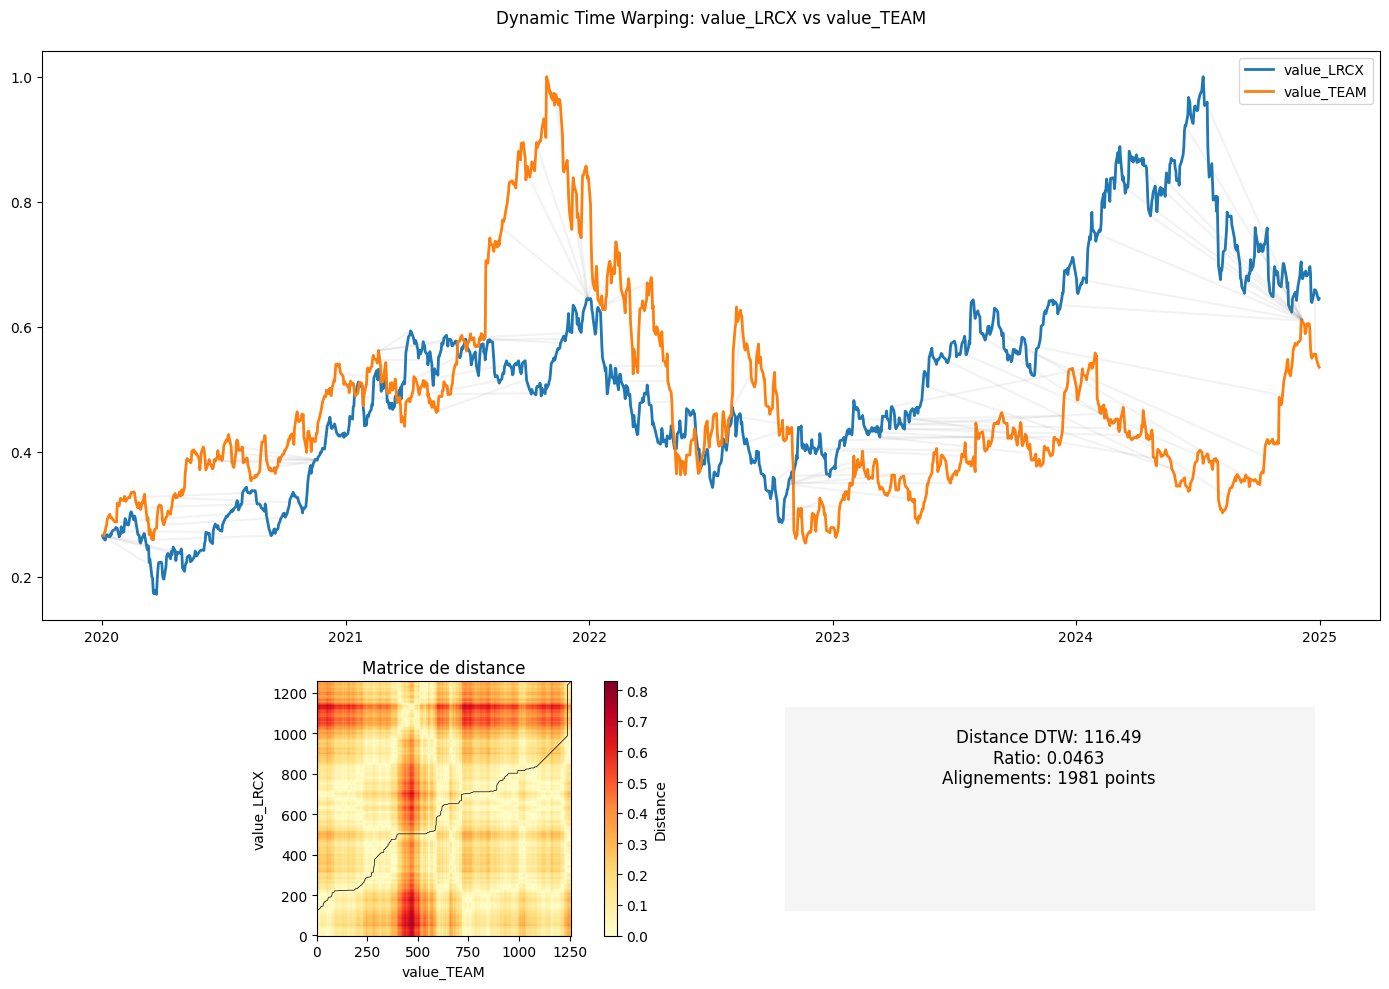 Dynamic Time Warping: value_LRCX vs value_TEAM
value_LRCX
value_TEAM
1.0
0.8
0.6
0.4
0.2
2020 2021 2022 2023 2024 2025
Matrice de distance
value_LRCX
1200
1000
800
600
400
200
0
0 250 500 750 1000 1250
value_TEAM
0.8
0.7
0.6
0.5
0.4
0.3
0.2
0.1
0.0
Distance
Distance DTW: 116.49
Ratio: 0.0463
Alignements: 1981 points